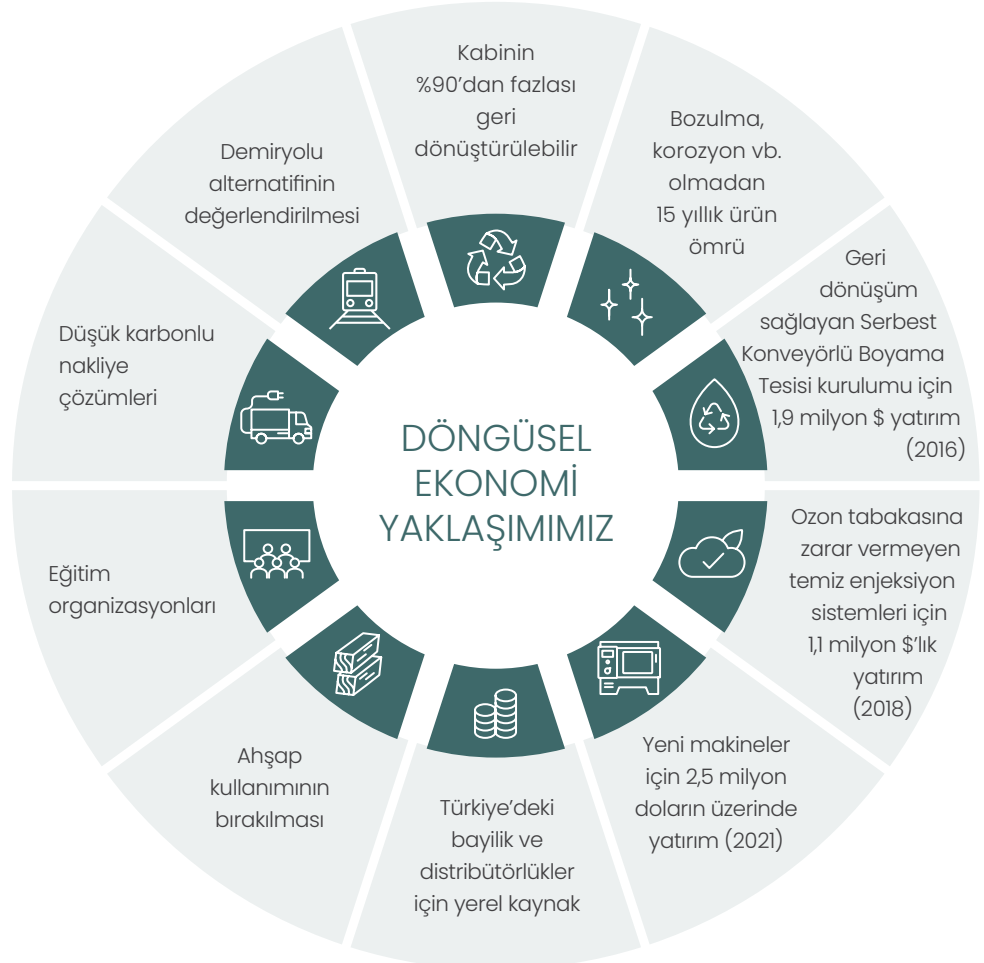 Kabinin
%90’dan fazlası
geri
dönüştürülebilir
Bozulma,
korozyon vb.
olmadan
15 yıllık ürün
ömrü
Geri
dönüşüm
sağlayan Serbest
Konveyörlü Boyama
Tesisi kurulumu için
1,9 milyon $ yatırım
(2016)
Ozon tabakasına
zarar vermeyen
temiz enjeksiyon
sistemleri için
1,1 milyon $’lık
yatırım
(2018)
Yeni makineler
için 2,5 milyon
doların üzerinde
yatırım (2021)
Türkiye’deki
bayilik ve
distribütörlükler
için yerel kaynak
Ahşap
kullanımının
bırakılması
Eğitim
organizasyonları
Düşük karbonlu
nakliye
çözümleri
Demiryolu
alternatifinin
değerlendirilmesi
DÖNGÜSEL
EKONOMİ
YAKLAŞIMIMIZ